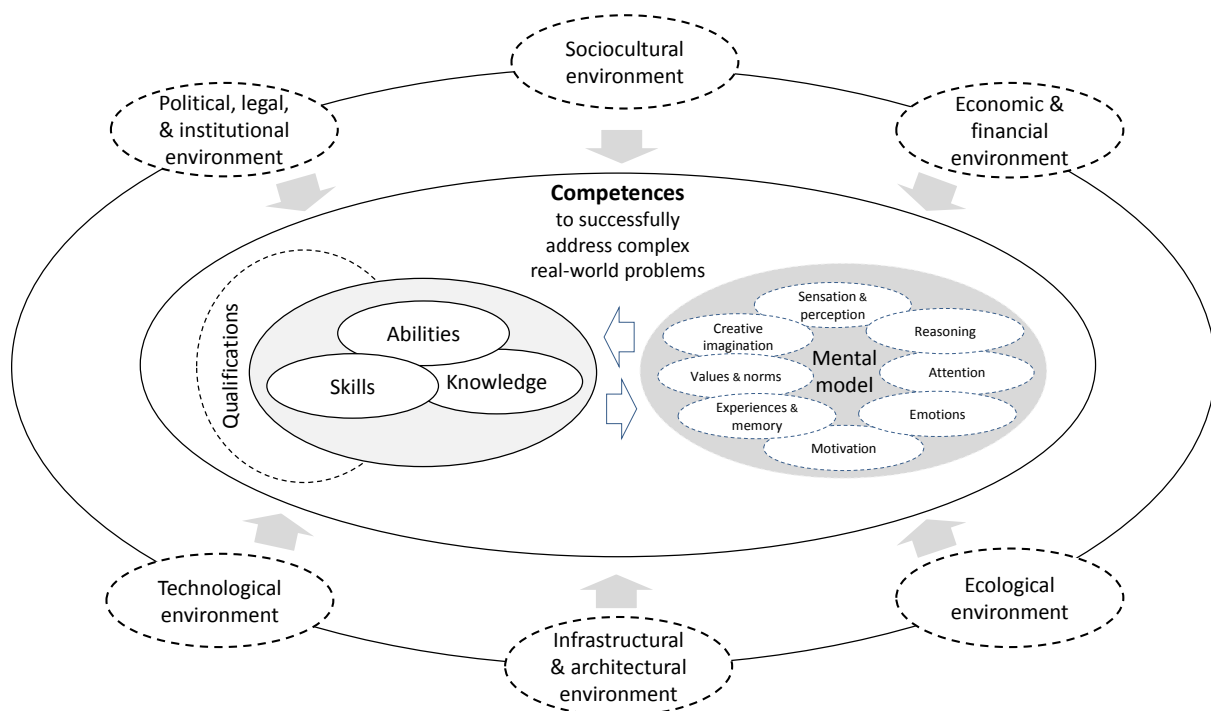 Sociocultural
environment
Political, legal,
& institutional
environment
Economic &
financial
environment
Competences
to successfully
address complex
real-world problems
Qualifications
Abilities
Skills
Knowledge
Sensation &
perception
Creative
imagination
Reasoning
Mental
model
Values & norms
Attention
Experiences &
memory
Emotions
Motivation
Technological
environment
Ecological
environment
Infrastructural
& architectural
environment